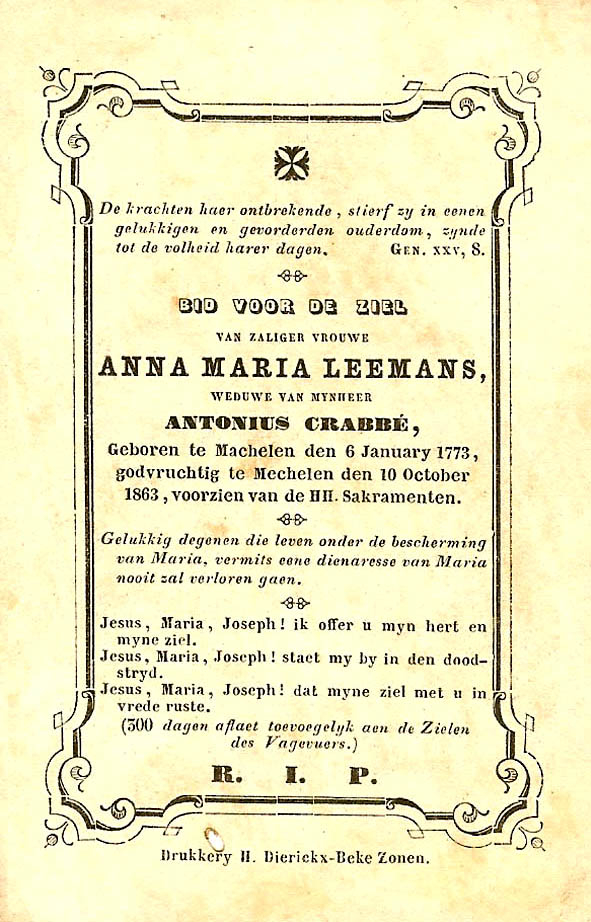 De krachten haer ontbrekende, stierf zy in eenen
gelukkigen en gevorderden ouderdom, zynde
tot de volheid harer dagen. GEN. XXV, 8.
BID VOOR DE ZIEL
VAN ZALIGER VROUWE
ANNA MARIA LEEMANS,
WEDUWE VAN MYNHEER
ANTONIUS CRABBÉ,
Geboren te Machelen den 6 January 1773,
godvruchtig te Mechelen den 10 October
1863, voorzien van de HH. Sakramenten.
Gelukkig degenen die leven onder de bescherming
van Maria, vermits eene dienaresse van Maria
nooit zal verloren gaen.
Jesus, Maria, Joseph! ik offer u myn hert en
myne ziel.
Jesus, Maria, Joseph! staet my by in den dood-
stryd.
Jesus, Maria, Joseph! dat myne ziel met u in
vrede ruste.
(300 dagen aflaet toevoegelyk aen de Zielen
des Vagevuers.)
R. I. P.
Drukkery H. Dierickx-Beke Zonen.